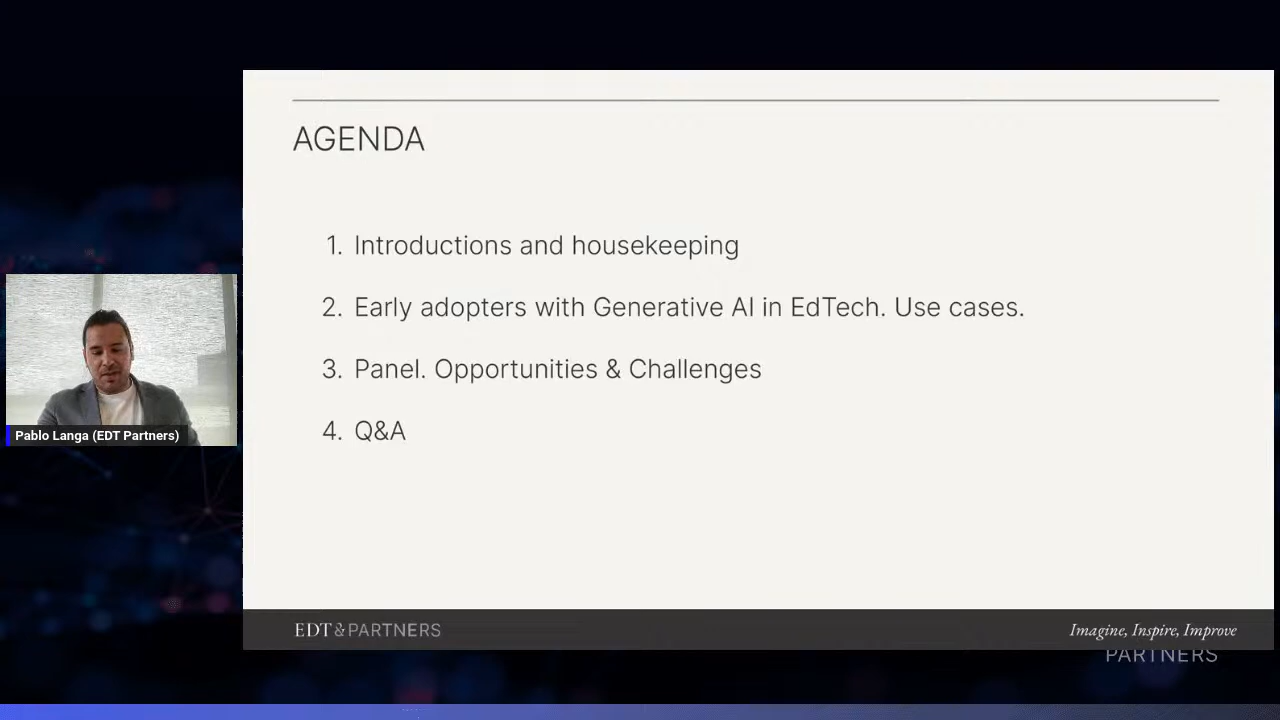 AGENDA
1. Introductions and housekeeping
2. Early adopters with Generative AI in EdTech. Use cases.
3. Panel. Opportunities & Challenges
4. Q&A
Pablo Langa (EDT Partners)
EDT&PARTNERS
Imagine, Inspire, Improve
PARTNERS